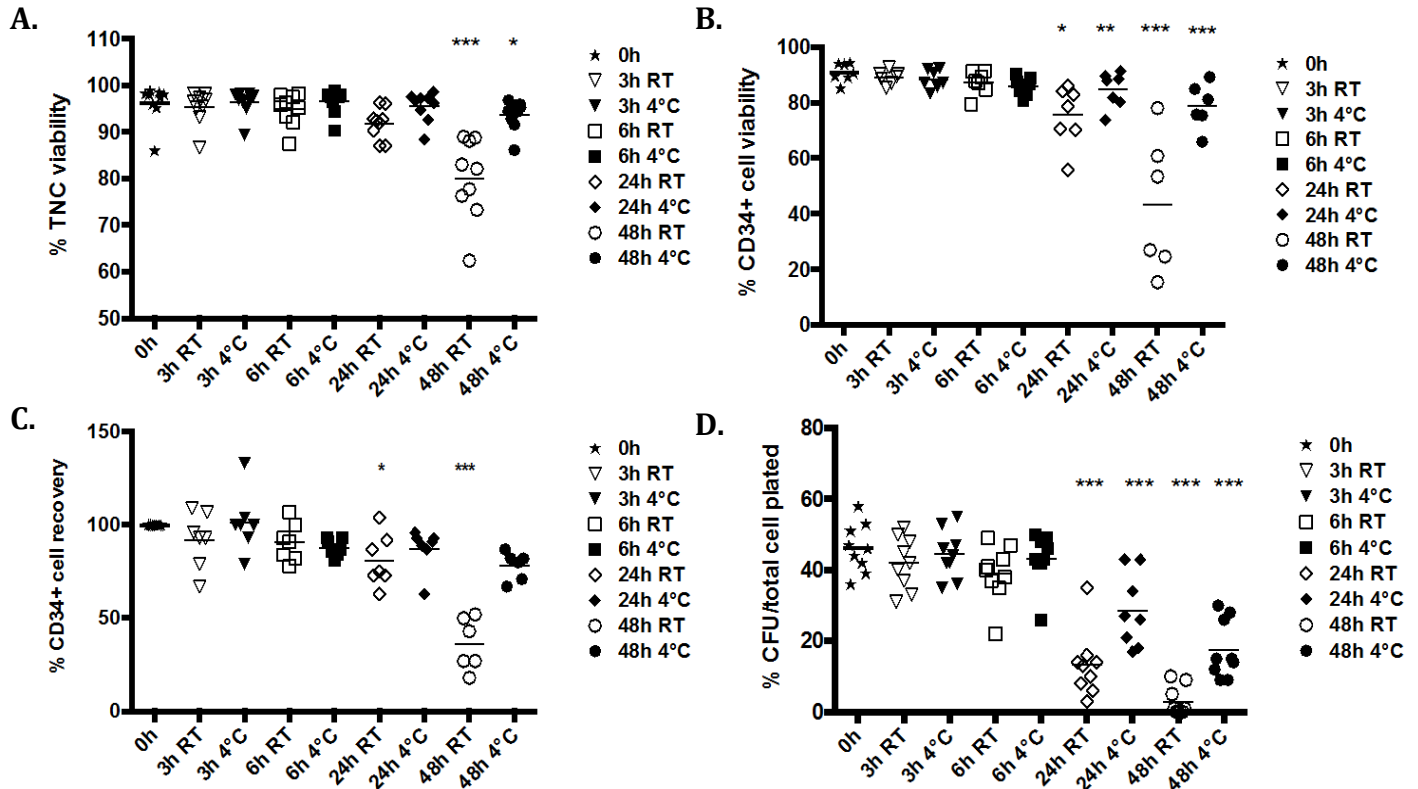 A.
% TNC viability
110
100
90
80
70
60
50
*** *
0h
3h RT
3h 4°C
6h RT
6h 4°C
24h RT
24h 4°C
48h RT
48h 4°C
0h
3h RT
3h 4°C
6h RT
6h 4°C
24h RT
24h 4°C
48h RT
48h 4°C
B.
% CD34+ cell viability
100
80
60
40
20
0
* ** *** ***
0h
3h RT
3h 4°C
6h RT
6h 4°C
24h RT
24h 4°C
48h RT
48h 4°C
0h
3h RT
3h 4°C
6h RT
6h 4°C
24h RT
24h 4°C
48h RT
48h 4°C
C.
% CD34+ cell recovery
150
100
50
0
* ***
0h
3h RT
3h 4°C
6h RT
6h 4°C
24h RT
24h 4°C
48h RT
48h 4°C
0h
3h RT
3h 4°C
6h RT
6h 4°C
24h RT
24h 4°C
48h RT
48h 4°C
D.
% CFU/total cell plated
80
60
40
20
0
*** *** *** ***
0h
3h RT
3h 4°C
6h RT
6h 4°C
24h RT
24h 4°C
48h RT
48h 4°C
0h
3h RT
3h 4°C
6h RT
6h 4°C
24h RT
24h 4°C
48h RT
48h 4°C